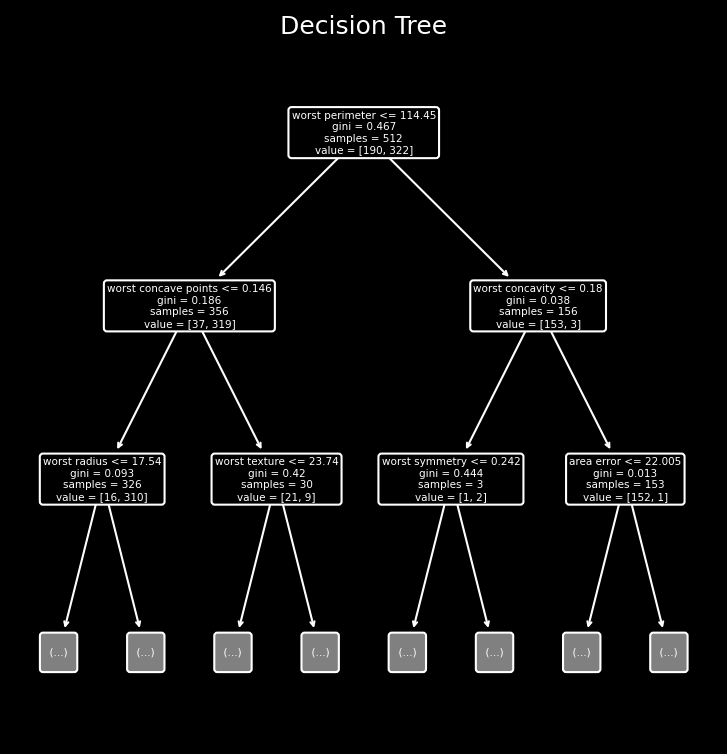 Decision Tree
worst perimeter <= 114.45
gini = 0.467
samples = 512
value = [190, 322]
worst concave points <= 0.146
gini = 0.186
samples = 356
value = [37, 319]
worst concavity <= 0.18
gini = 0.038
samples = 156
value = [153, 3]
worst radius <= 17.54
gini = 0.093
samples = 326
value = [16, 310]
worst texture <= 23.74
gini = 0.42
samples = 30
value = [21, 9]
worst symmetry <= 0.242
gini = 0.444
samples = 3
value = [1, 2]
area error <= 22.005
gini = 0.013
samples = 153
value = [152, 1]
(...)
(...)
(...)
(...)
(...)
(...)
(...)
(...)